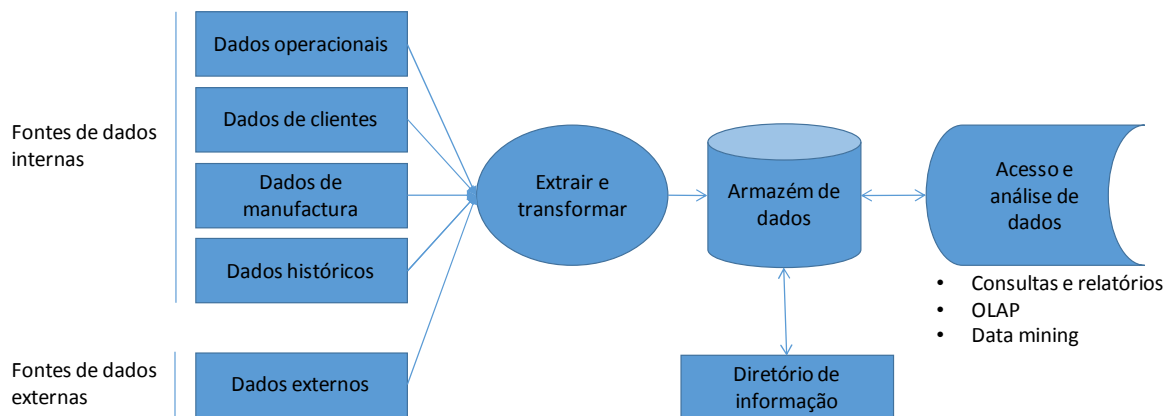 Fontes de dados
internas
Dados operacionais
Dados de clientes
Dados de
manufactura
Dados históricos
Fontes de dados
externas
Dados externos
Extrair e
transformar
Armazém de
dados
Diretório de
informação
Acesso e
análise de
dados
• Consultas e relatórios
• OLAP
• Data mining